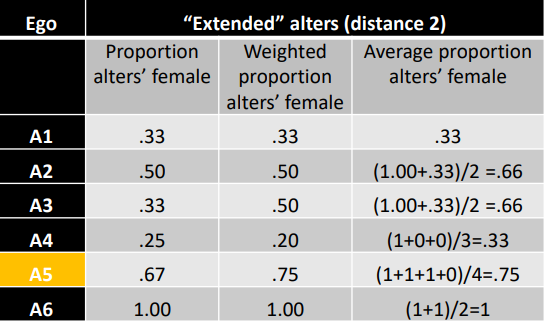 Ego “Extended” alters (distance 2)
Proportion alters’ female Weighted proportion alters’ female Average proportion alters’ female
A1 .33 .33 .33
A2 .50 .50 (1.00+.33)/2 =.66
A3 .33 .50 (1.00+.33)/2 =.66
A4 .25 .20 (1+0+0)/3=.33
A5 .67 .75 (1+1+1+0)/4=.75
A6 1.00 1.00 (1+1)/2=1